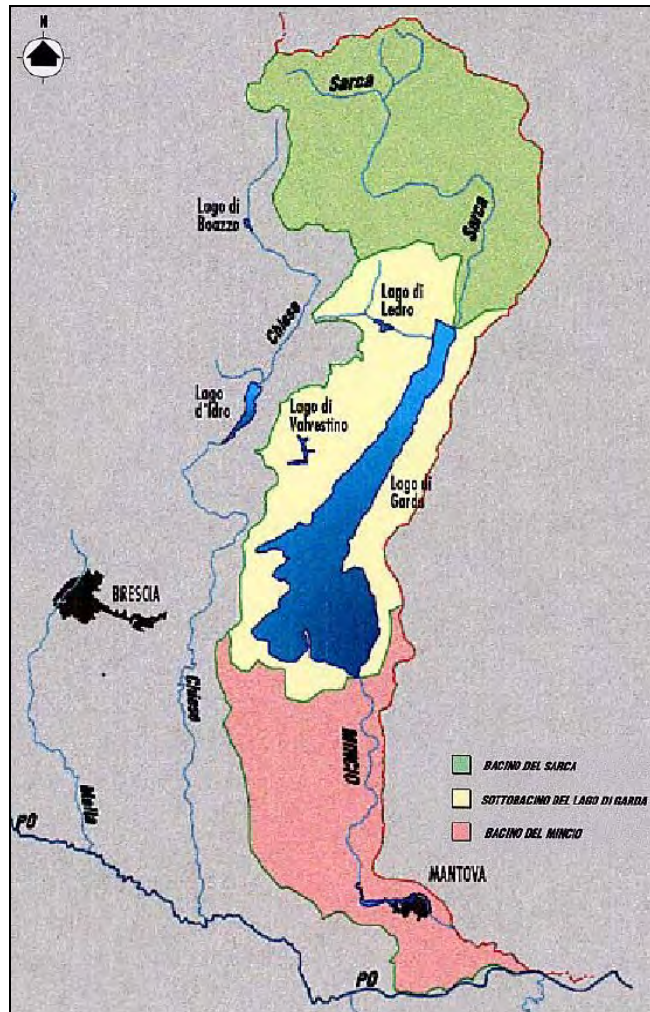 N
Sarca
Lago di
Boazzo
Sarca
Lago di
Ledro
Chiese
Lago
d'Idro
Lago di
Valvestino
Lago di
Garda
BRESCIA
Chiese
MINCIO
Mella
PO
BACINO DEL SARCA
SOTTOBACINO DEL LAGO DI GARDA
BACINO DEL MINCIO
MANTOVA
PO